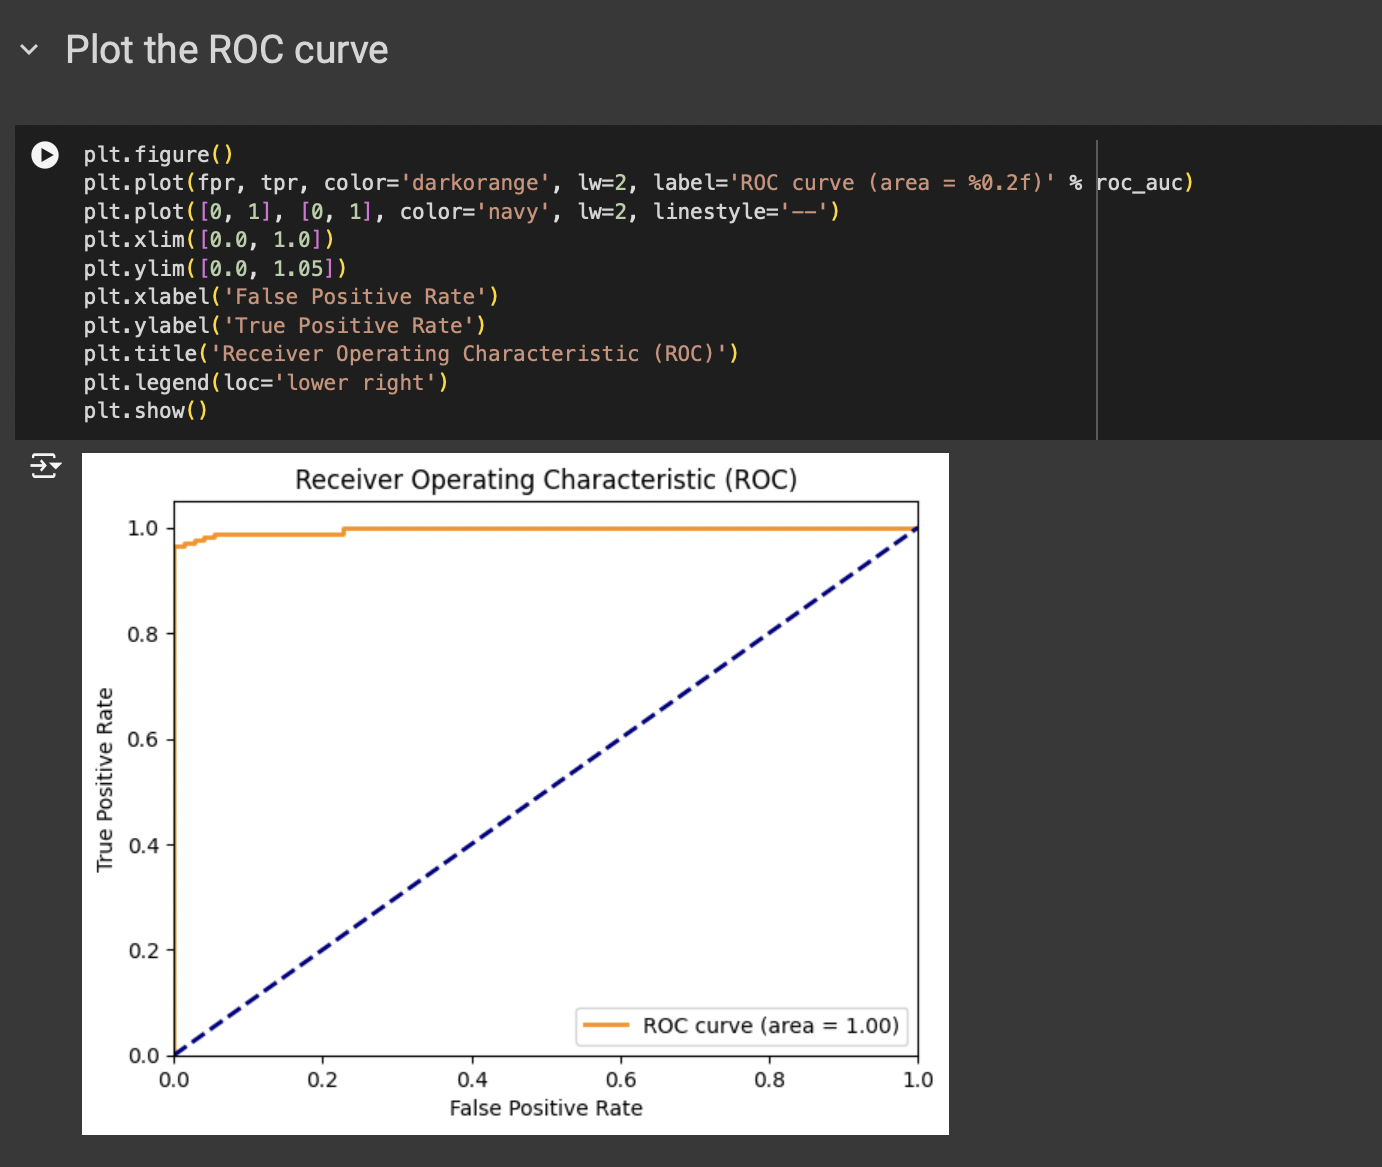 Plot the ROC curve
plt.figure()
plt.plot(fpr, tpr, color='darkorange', lw=2, label='ROC curve (area = %0.2f)' % roc_auc)
plt.plot([0, 1], [0, 1], color='navy', lw=2, linestyle='--')
plt.xlim([0.0, 1.0])
plt.ylim([0.0, 1.05])
plt.xlabel('False Positive Rate')
plt.ylabel('True Positive Rate')
plt.title('Receiver Operating Characteristic (ROC)')
plt.legend(loc='lower right')
plt.show()
Receiver Operating Characteristic (ROC)
1.0
0.8
0.6
0.4
0.2
0.0
True Positive Rate
ROC curve (area = 1.00)
0.0 0.2 0.4 0.6 0.8 1.0
False Positive Rate